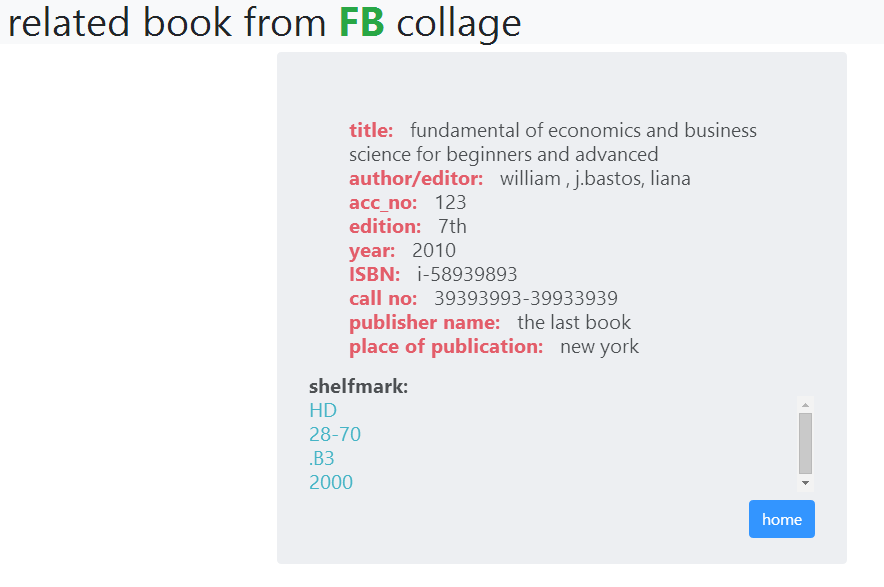 related book from FB collage
title: fundamental of economics and business
science for beginners and advanced
author/editor: william , j.bastos, liana
acc_no: 123
edition: 7th
year: 2010
ISBN: i-58939893
call no: 39393993-39933939
publisher name: the last book
place of publication: new york
shelfmark:
HD
28-70
.B3
2000
home